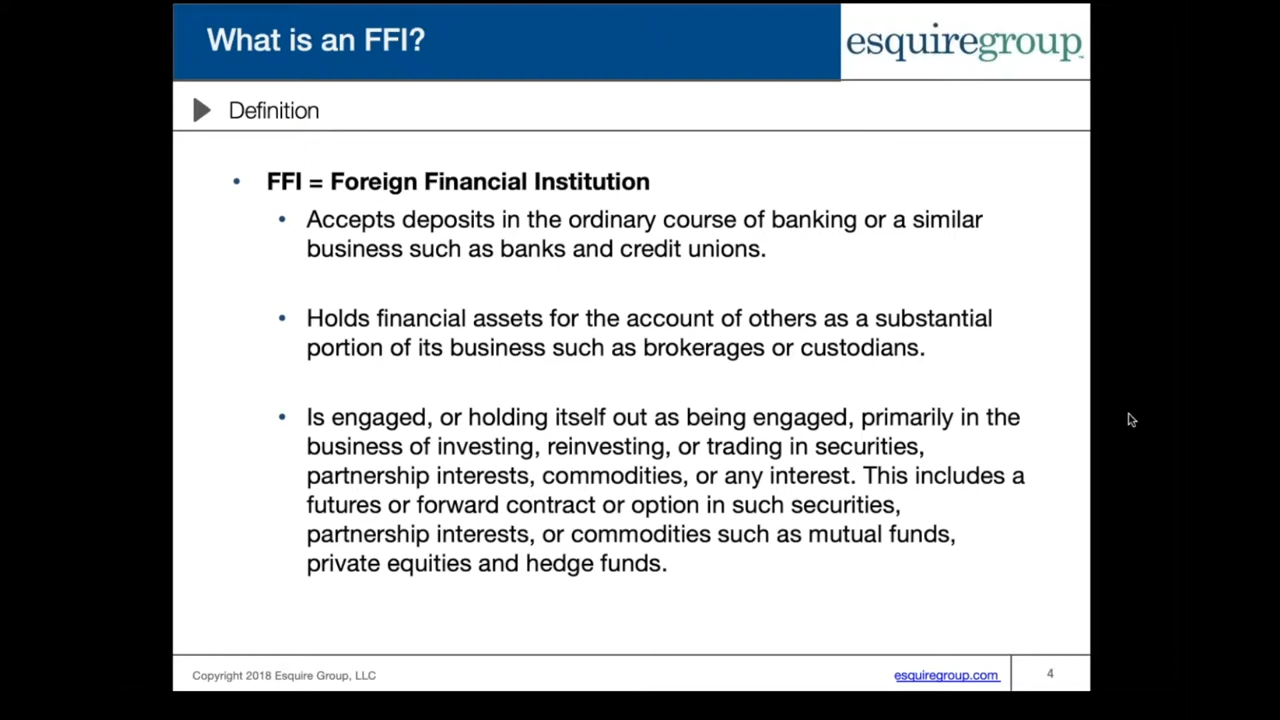 What is an FFI?
esquiregroup
Definition
• FFI = Foreign Financial Institution
• Accepts deposits in the ordinary course of banking or a similar
business such as banks and credit unions.
• Holds financial assets for the account of others as a substantial
portion of its business such as brokerages or custodians.
• Is engaged, or holding itself out as being engaged, primarily in the
business of investing, reinvesting, or trading in securities,
partnership interests, commodities, or any interest. This includes a
futures or forward contract or option in such securities,
partnership interests, or commodities such as mutual funds,
private equities and hedge funds.
Copyright 2018 Esquire Group, LLC
esquiregroup.com
4